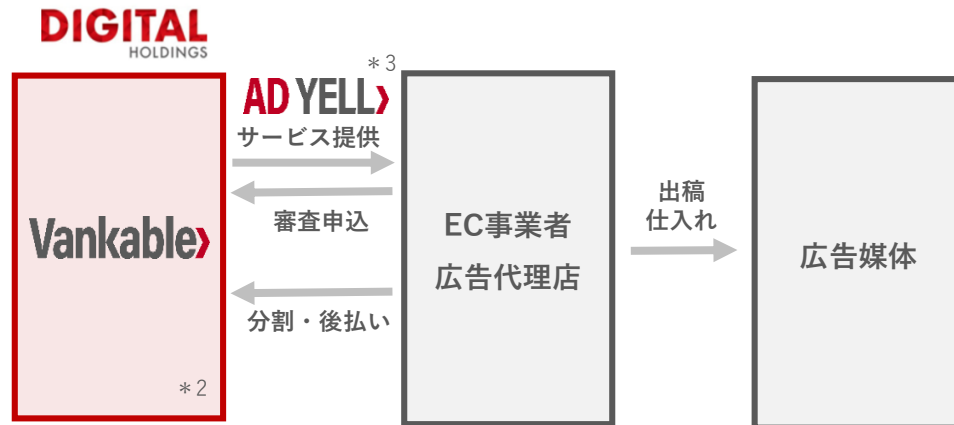 DIGITAL
HOLDINGS
Vankable
＊2
＊3
AD YELL
サービス提供
審査申込
分割・後払い
EC事業者
広告代理店
出稿
仕入れ
広告媒体